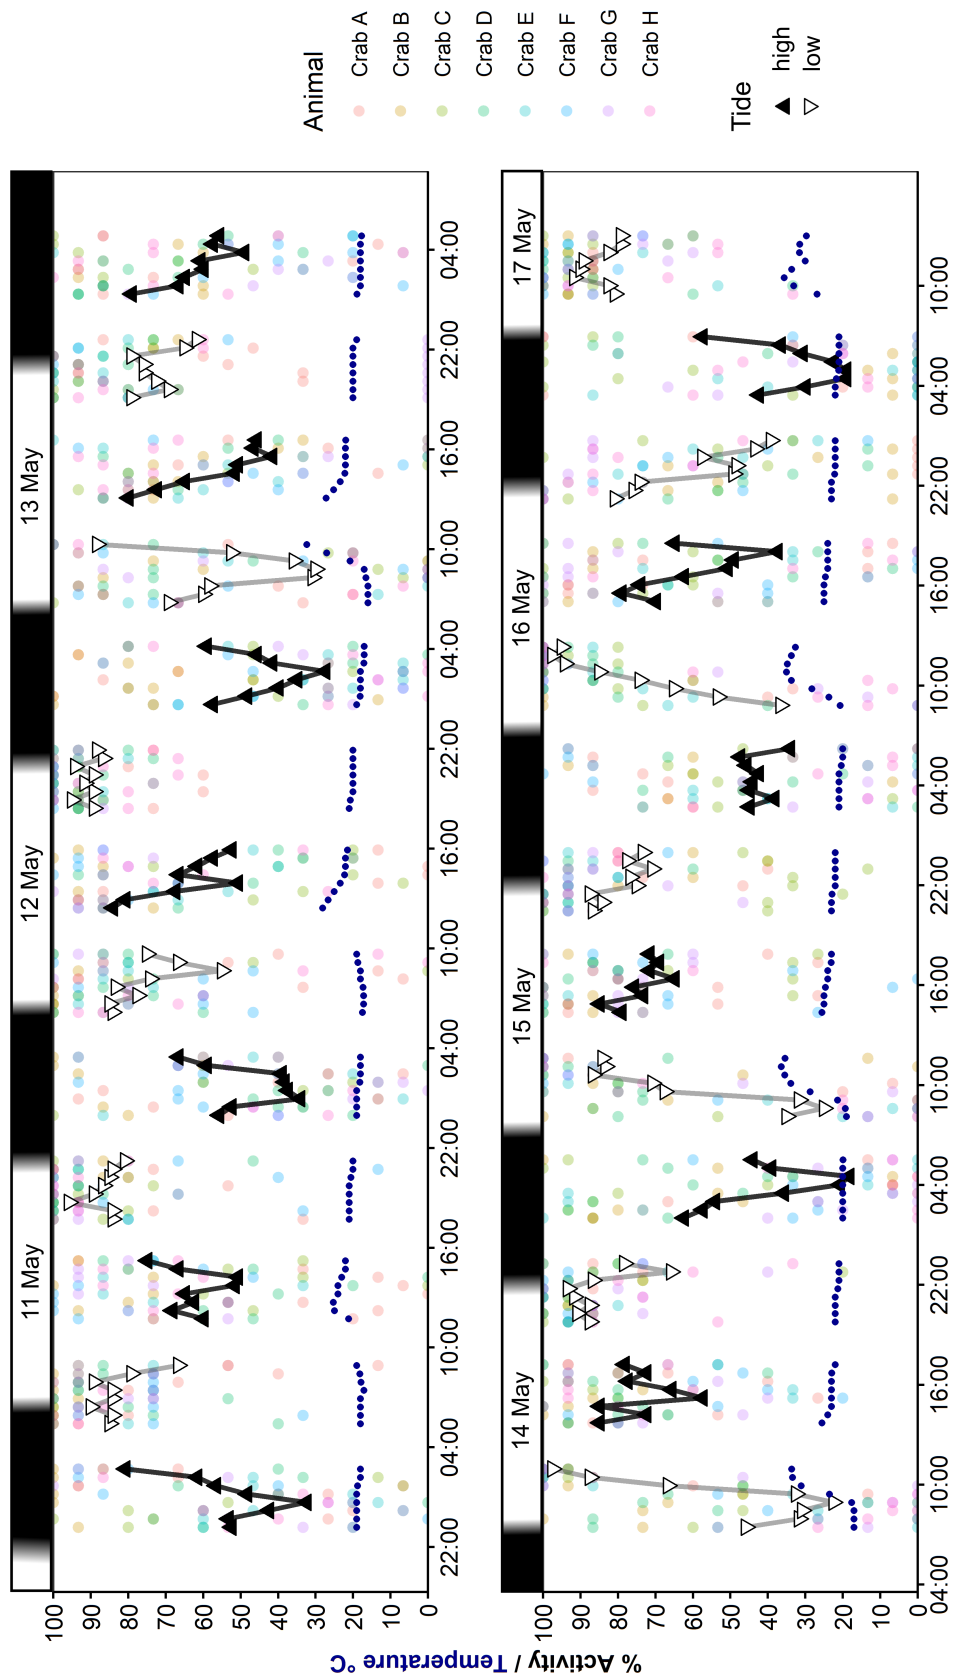 11 May 12 May 13 May
100
90
80
70
60
50
40
30
20
10
0
22:00 04:00 10:00 16:00 22:00 04:00 10:00 16:00 22:00 04:00 10:00 16:00 22:00 04:00
% Activity / Temperature °C
14 May 15 May 16 May 17 May
100
90
80
70
60
50
40
30
20
10
0
04:00 10:00 16:00 22:00 04:00 10:00 16:00 22:00 04:00 10:00 16:00 22:00 04:00 10:00
Animal
Crab A
Crab B
Crab C
Crab D
Crab E
Crab F
Crab G
Crab H
Tide
high
low